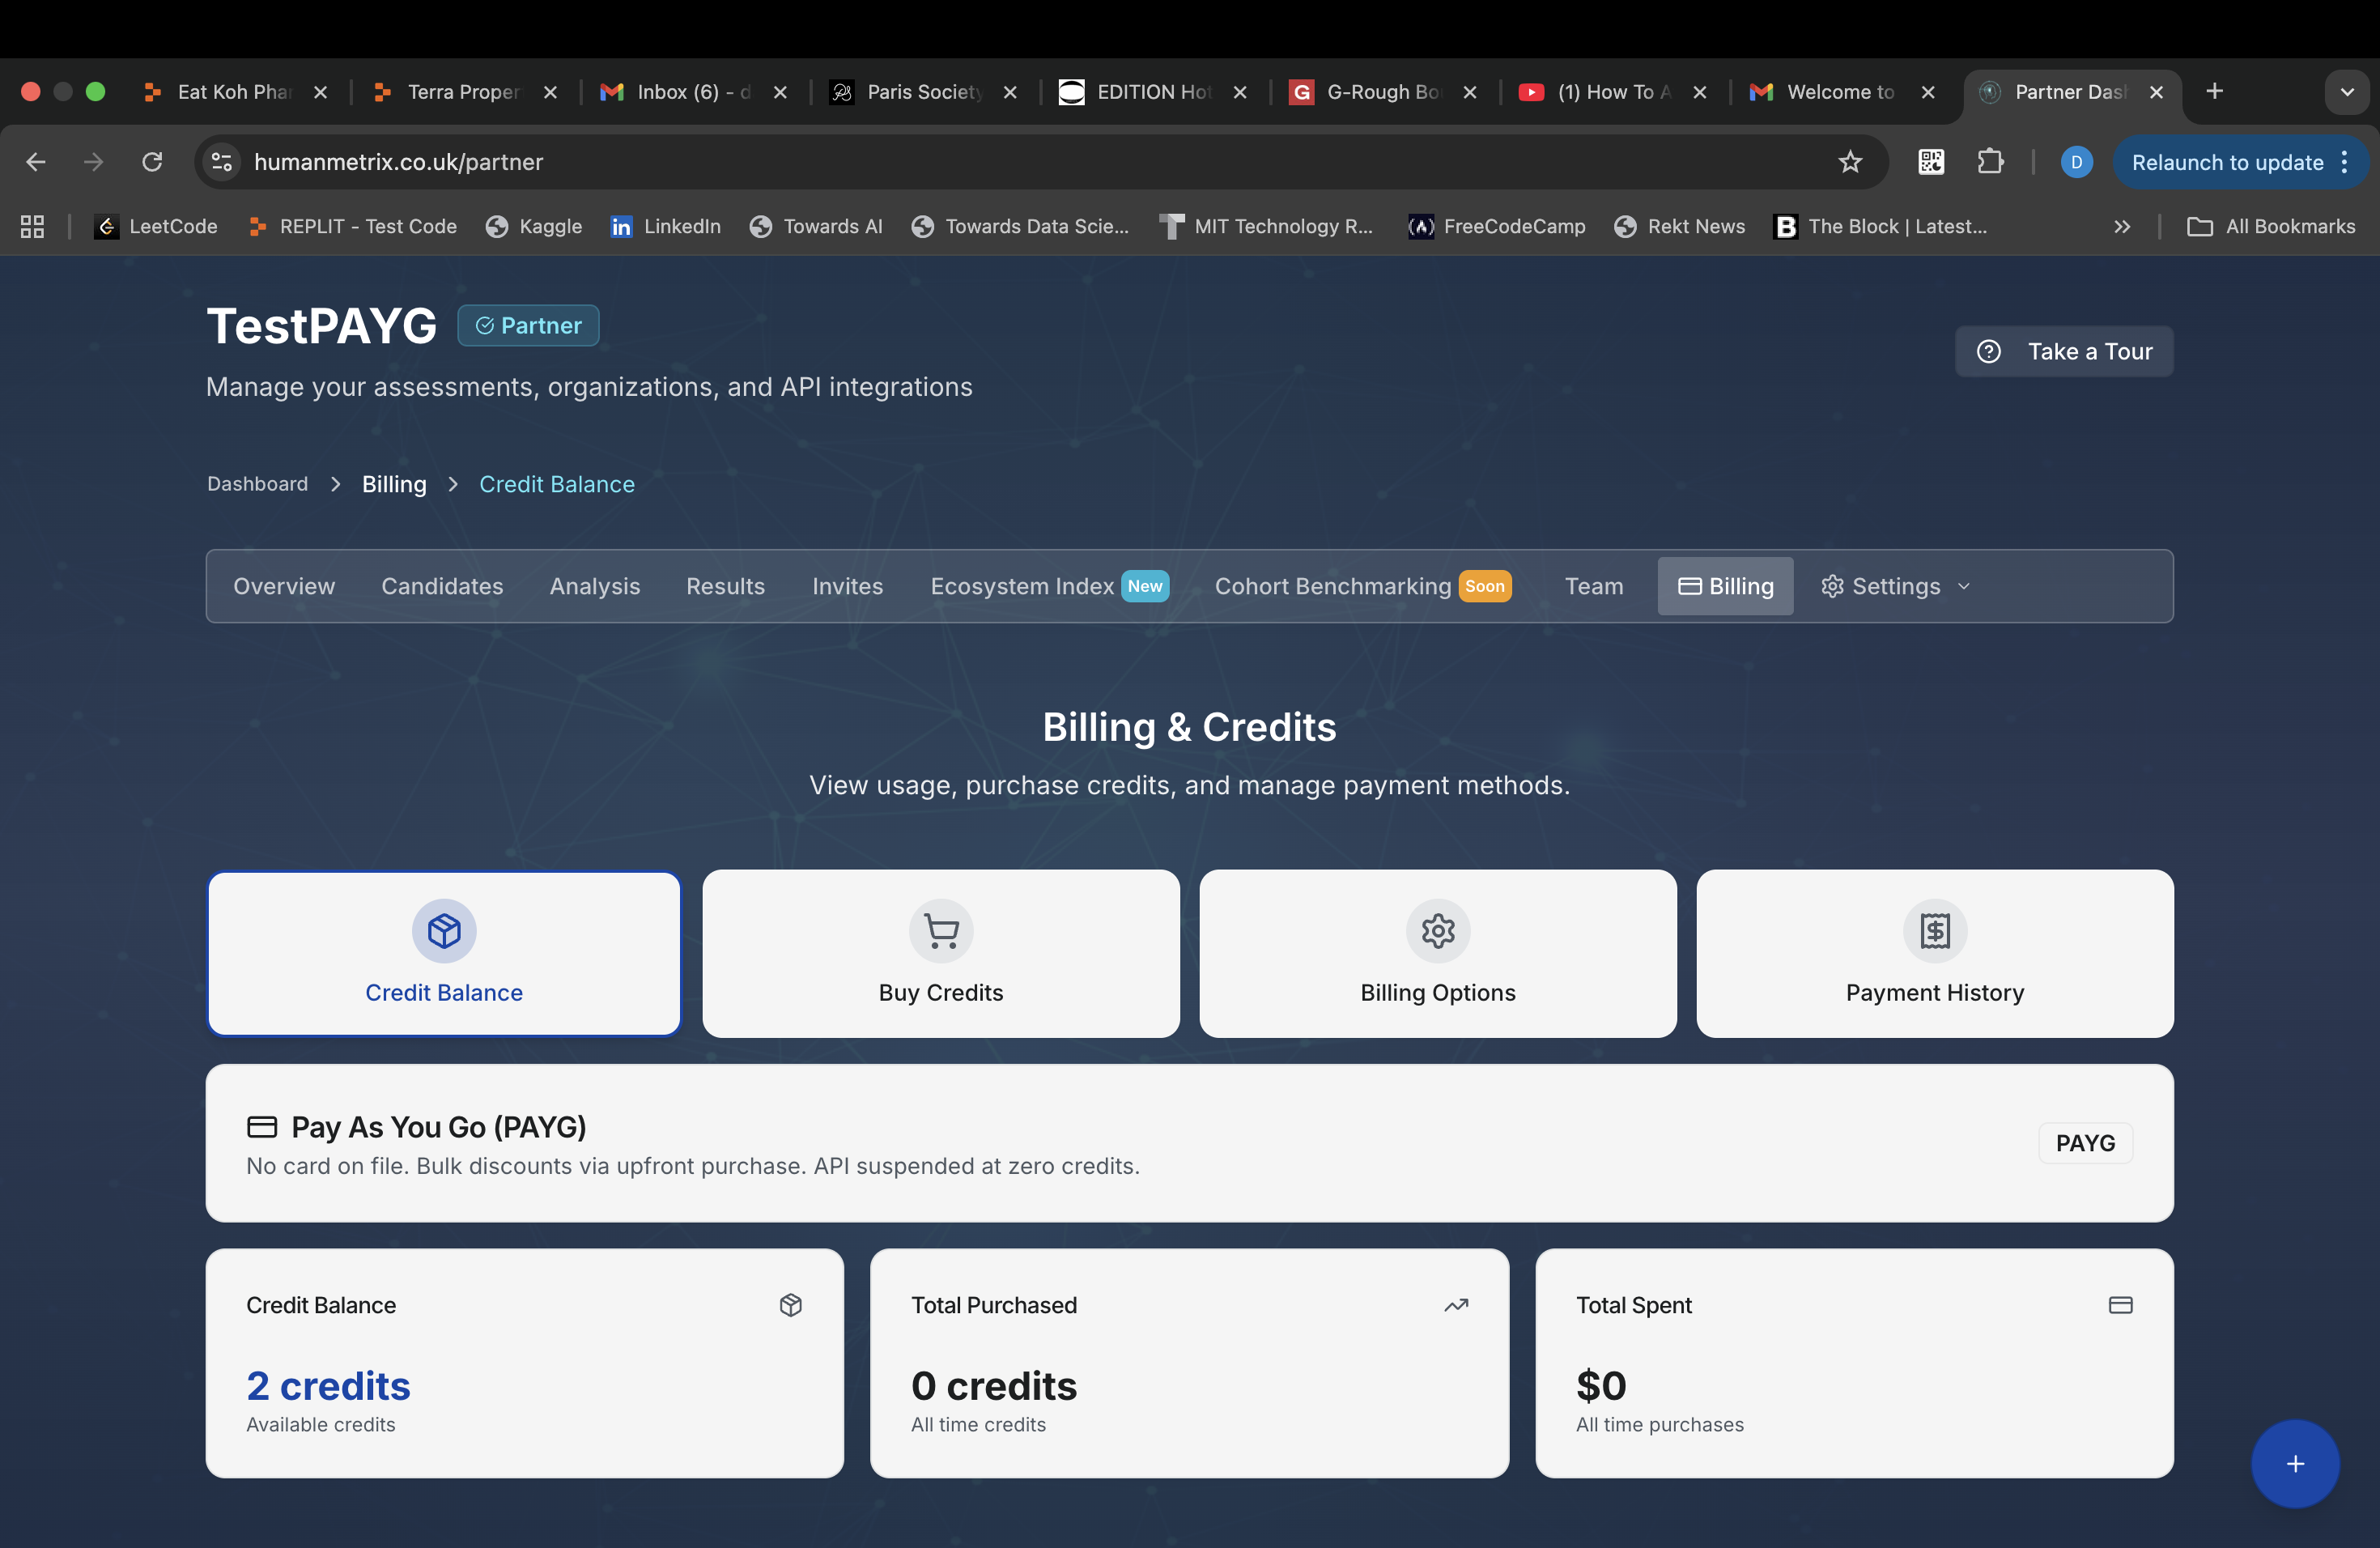 Eat Koh Phan
Terra Proper
Inbox (6) - d
Paris Society
EDITION Hot
G-Rough Bo
(1) How To A
Welcome to
Partner Dash
humanmetrix.co.uk/partner
D
Relaunch to update
LeetCode
REPLIT - Test Code
Kaggle
LinkedIn
Towards AI
Towards Data Scie...
MIT Technology R...
FreeCodeCamp
Rekt News
The Block | Latest...
All Bookmarks
TestPAYG
Partner
Take a Tour
Manage your assessments, organizations, and API integrations
Dashboard > Billing > Credit Balance
Overview
Candidates
Analysis
Results
Invites
Ecosystem Index New
Cohort Benchmarking Soon
Team
Billing
Settings
Billing & Credits
View usage, purchase credits, and manage payment methods.
Credit Balance
Buy Credits
Billing Options
Payment History
Pay As You Go (PAYG)
No card on file. Bulk discounts via upfront purchase. API suspended at zero credits.
PAYG
Credit Balance
2 credits
Available credits
Total Purchased
0 credits
All time credits
Total Spent
$0
All time purchases